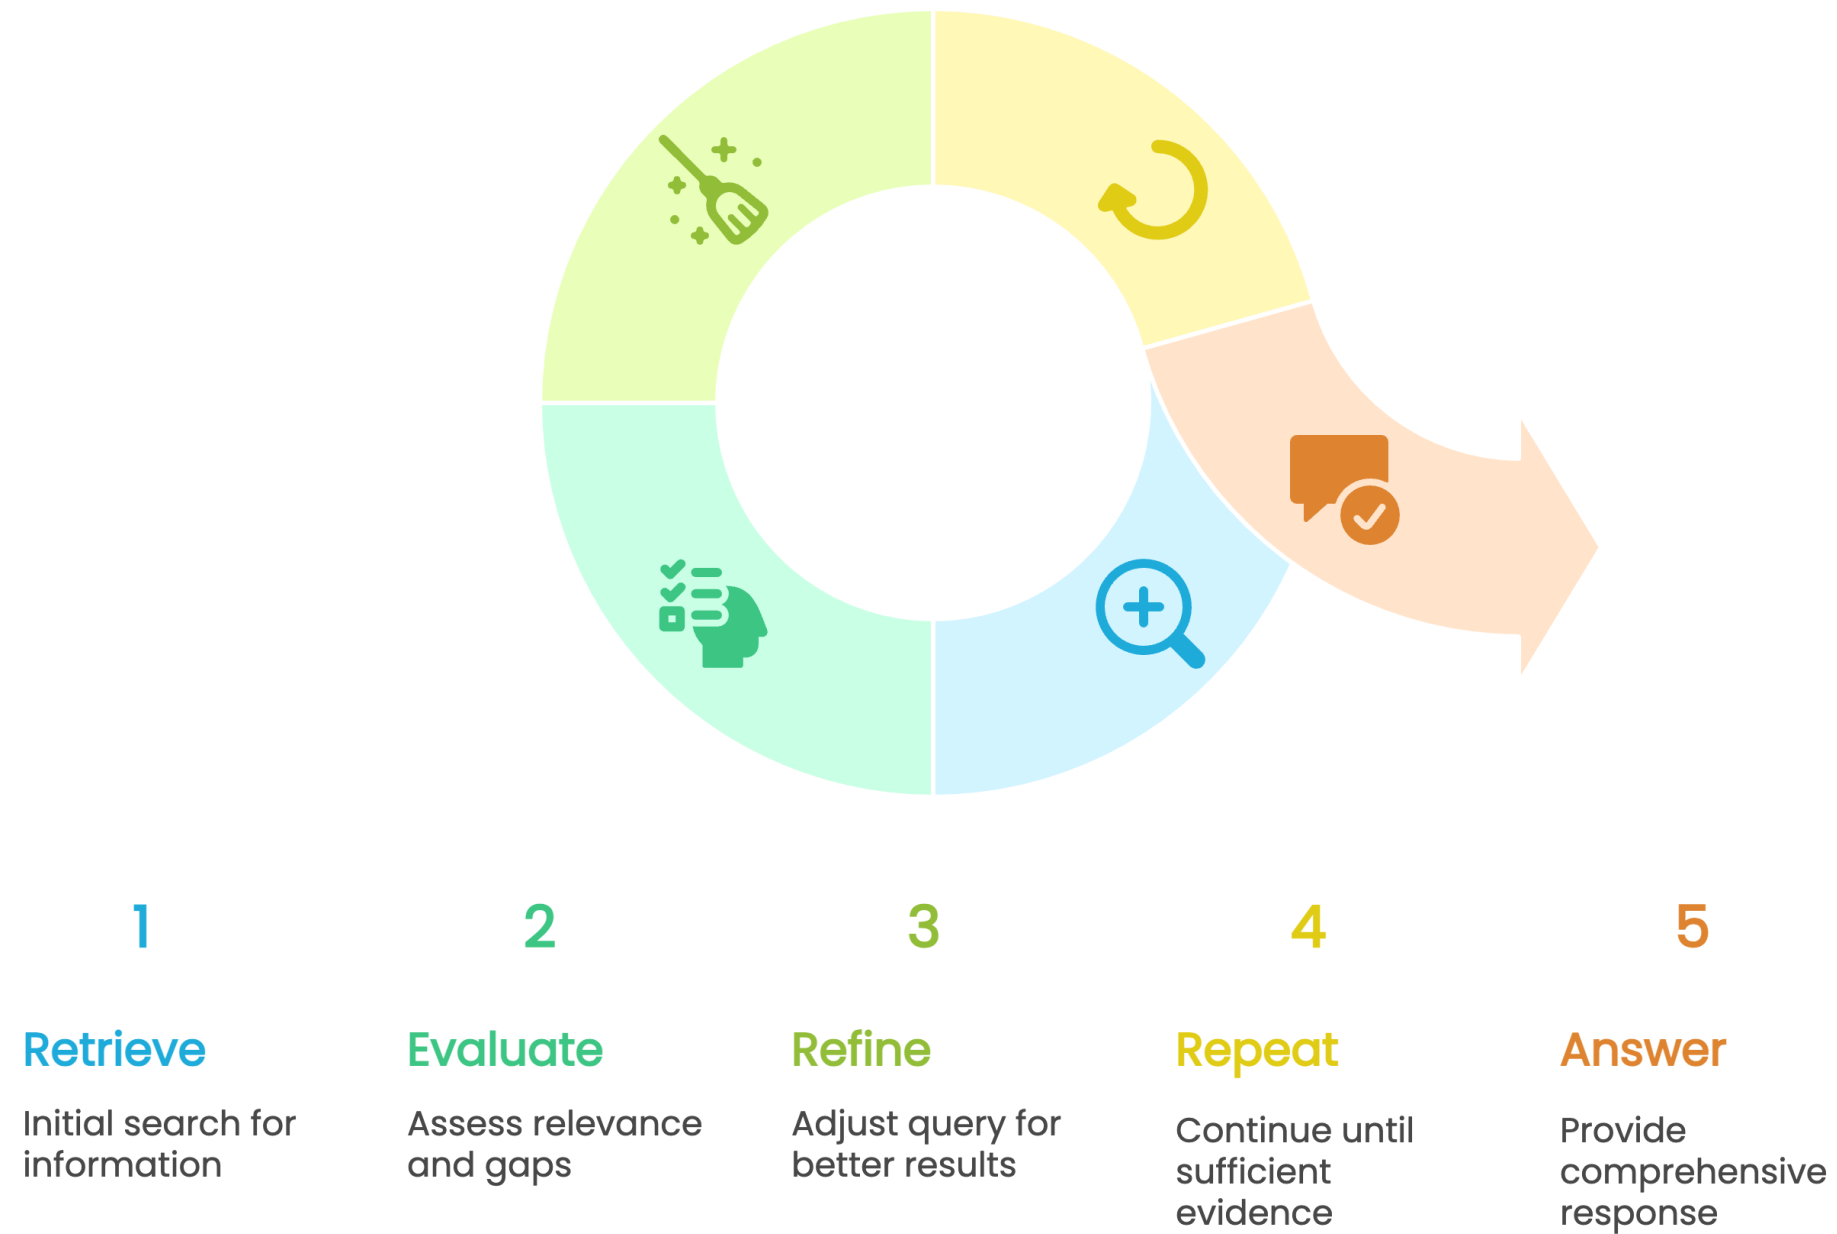 1
2
3
4
5
Retrieve
Initial search for
information
Evaluate
Assess relevance
and gaps
Refine
Adjust query for
better results
Repeat
Continue until
sufficient
evidence
Answer
Provide
comprehensive
response